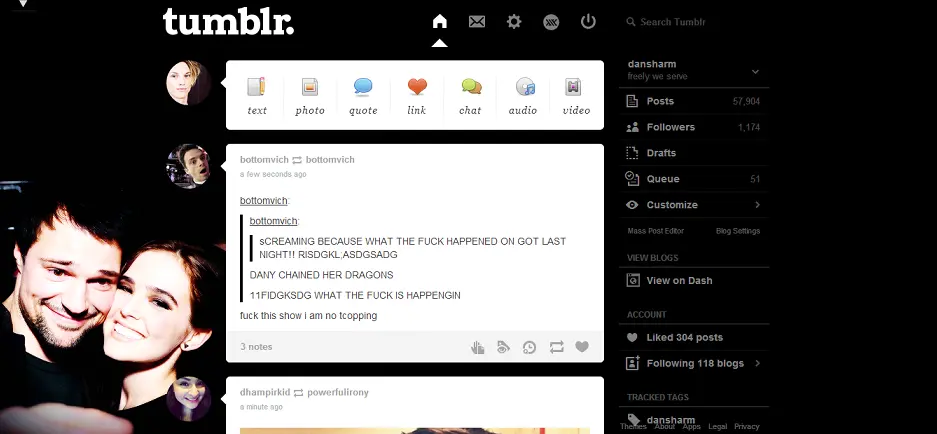 tumblr.
Search Tumblr
text photo quote link chat audio video
bottomvich bottomvich
a few seconds ago
bottomvich:
bottomvich:
sCREAMING BECAUSE WHAT THE FUCK HAPPENED ON GOT LAST
NIGHT!! RISDGKL;ASDGSADG
DANY CHAINED HER DRAGONS
11FIDGKSDG WHAT THE FUCK IS HAPPENGIN
fuck this show i am no tcopping
3 notes
dhampirkid powerfulirony
a minute ago
dansharm
freely we serve
Posts 57,904
Followers 1,174
Drafts
Queue 51
Customize
Mass Post Editor Blog Settings
VIEW BLOGS
View on Dash
ACCOUNT
Liked 304 posts
Following 118 blogs
TRACKED TAGS
dansharm
Themes About Apps Legal Privacy